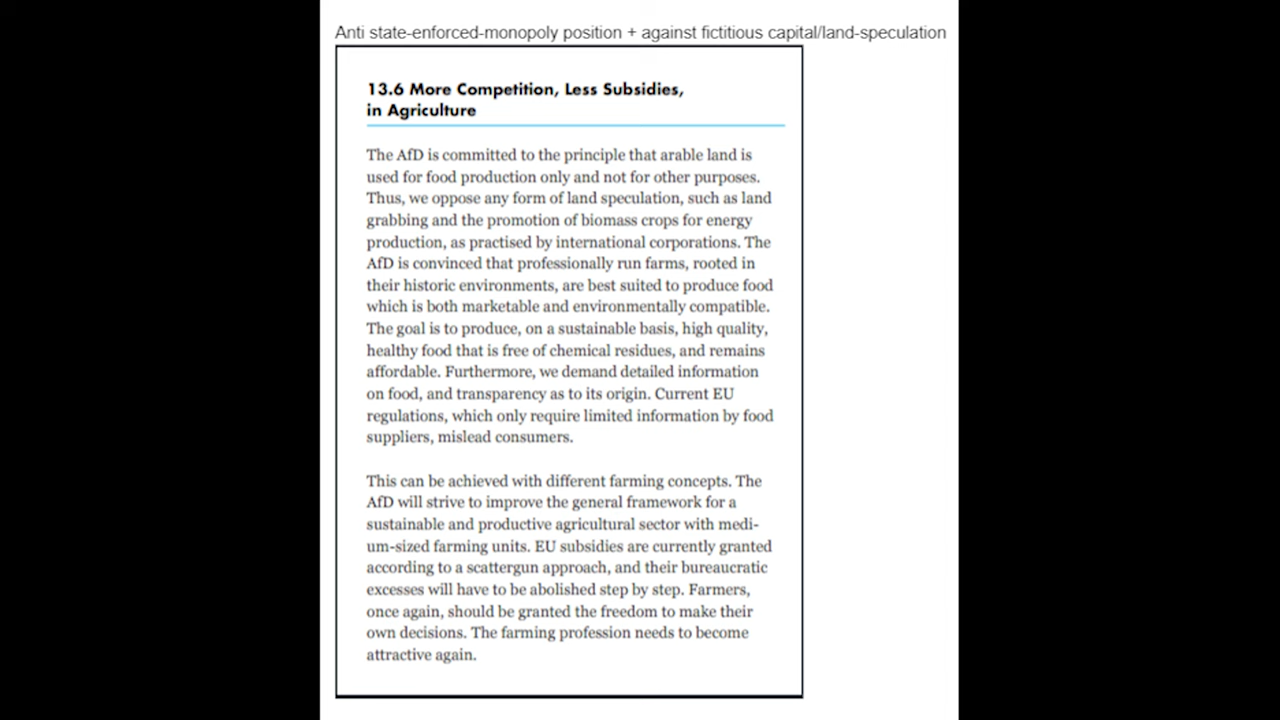 Anti state-enforced-monopoly position + against fictitious capital/land-speculation
13.6 More Competition, Less Subsidies,
in Agriculture
The AfD is committed to the principle that arable land is
used for food production only and not for other purposes.
Thus, we oppose any form of land speculation, such as land
grabbing and the promotion of biomass crops for energy
production, as practised by international corporations. The
AfD is convinced that professionally run farms, rooted in
their historic environments, are best suited to produce food
which is both marketable and environmentally compatible.
The goal is to produce, on a sustainable basis, high quality,
healthy food that is free of chemical residues, and remains
affordable. Furthermore, we demand detailed information
on food, and transparency as to its origin. Current EU
regulations, which only require limited information by food
suppliers, mislead consumers.
This can be achieved with different farming concepts. The
AfD will strive to improve the general framework for a
sustainable and productive agricultural sector with medi-
um-sized farming units. EU subsidies are currently granted
according to a scattergun approach, and their bureaucratic
excesses will have to be abolished step by step. Farmers,
once again, should be granted the freedom to make their
own decisions. The farming profession needs to become
attractive again.